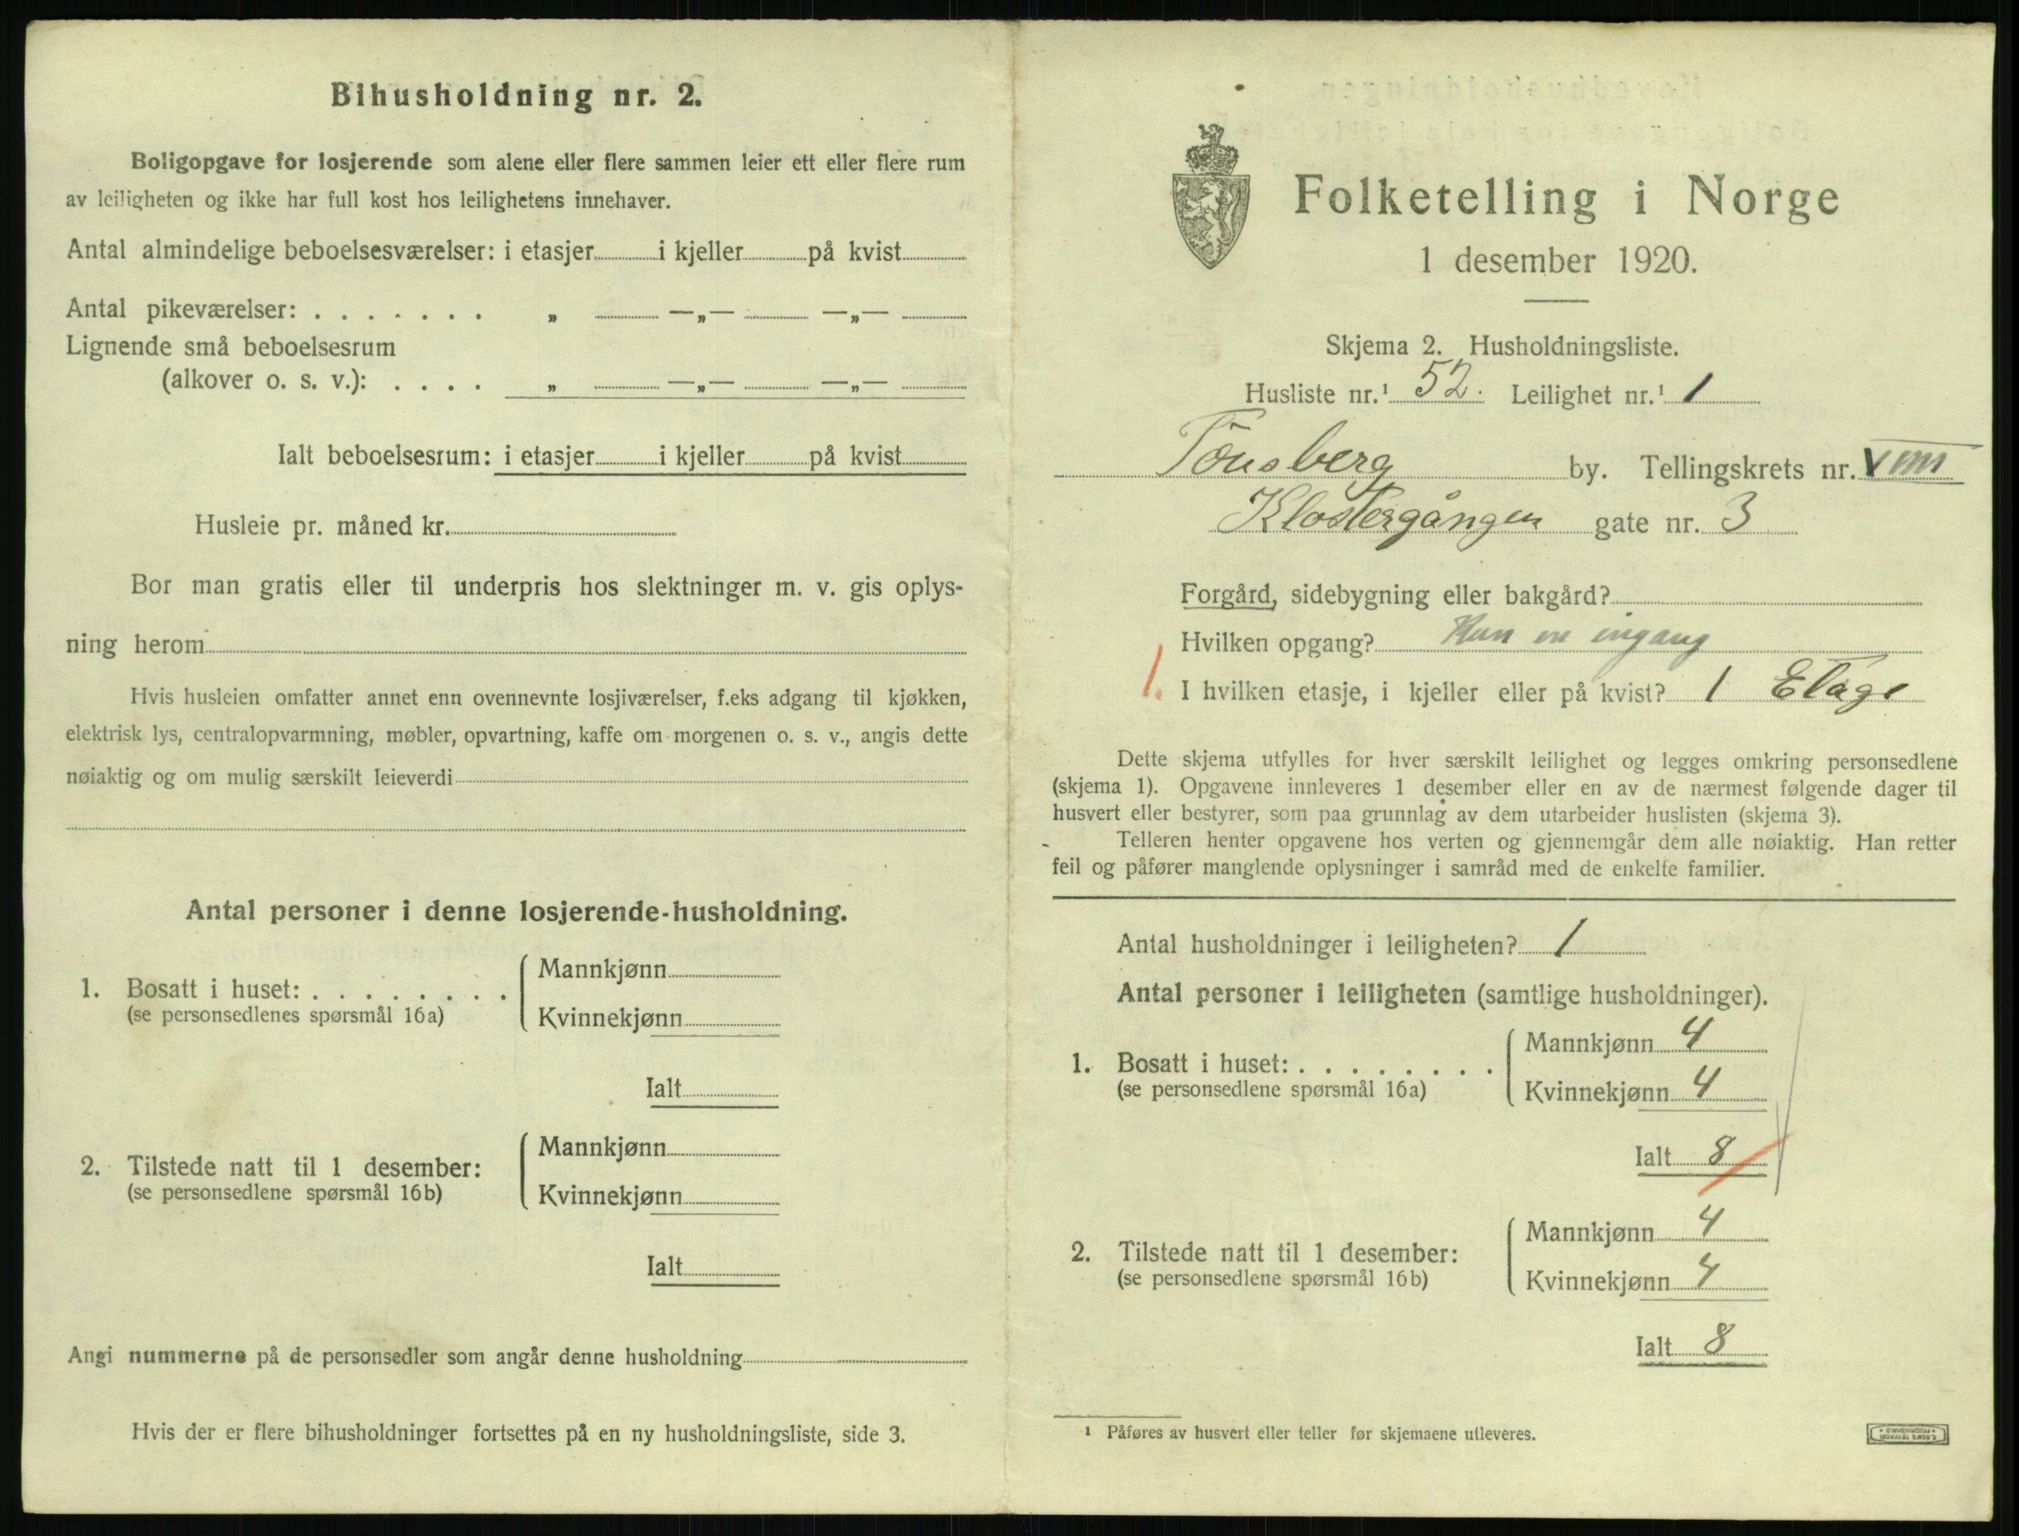 Bihusholdning nr. 2.
Boligopgave for losjerende som alene eller flere sammen leier ett eller flere rum
av leiligheten og ikke har full kost hos leilighetens innehaver.
Antal almindelige beboelsesværelser: i etasjer i kjeller på kvist
Antal pikeværelser: . . . . . . . „ —„— —„—
Lignende små beboelsesrum
(alkover o. s. v.): . . . . „ —„— —„—
Ialt beboelsesrum: i etasjer i kjeller på kvist
Husleie pr. måned kr.
Bor man gratis eller til underpris hos slektninger m. v. gis oplys-
ning herom
Hvis husleien omfatter annet enn ovennevnte losjiværelser, f.eks adgang til kjøkken,
elektrisk lys, centralopvarmning, møbler, opvartning, kaffe om morgenen o. s. v., angis dette
nøiaktig og om mulig særskilt leieverdi
Antal personer i denne losjerende-husholdning.
1. Bosatt i huset: . . . . . . . . Mannkjønn
(se personsedlenes spørsmål 16a) Kvinnekjønn
Ialt
2. Tilstede natt til 1 desember: Mannkjønn
(se personsedlene spørsmål 16b) Kvinnekjønn
Ialt
Angi nummerne på de personsedler som angår denne husholdning
Hvis der er flere bihusholdninger fortsettes på en ny husholdningsliste, side 3.
Folketelling i Norge
1 desember 1920.
Skjema 2. Husholdningsliste.
Husliste nr.¹ 52. Leilighet nr.¹ 1
Tönsberg by. Tellingskrets nr. VIII
Klostergången gate nr. 3
Forgård, sidebygning eller bakgård?
Hvilken opgang? Kun en ingang
1. I hvilken etasje, i kjeller eller på kvist? 1 Etage
Dette skjema utfylles for hver særskilt leilighet og legges omkring personsedlene
(skjema 1). Opgavene innleveres 1 desember eller en av de nærmest følgende dager til
husvert eller bestyrer, som paa grunnlag av dem utarbeider huslisten (skjema 3).
Telleren henter opgavene hos verten og gjennemgår dem alle nøiaktig. Han retter
feil og påfører manglende oplysninger i samråd med de enkelte familier.
Antal husholdninger i leiligheten? 1
Antal personer i leiligheten (samtlige husholdninger).
1. Bosatt i huset: . . . . . . . . Mannkjønn 4
(se personsedlene spørsmål 16a) Kvinnekjønn 4
Ialt 8
2. Tilstede natt til 1 desember: Mannkjønn 4
(se personsedlene spørsmål 16b) Kvinnekjønn 4
Ialt 8
¹ Påføres av husvert eller teller før skjemaene utleveres.